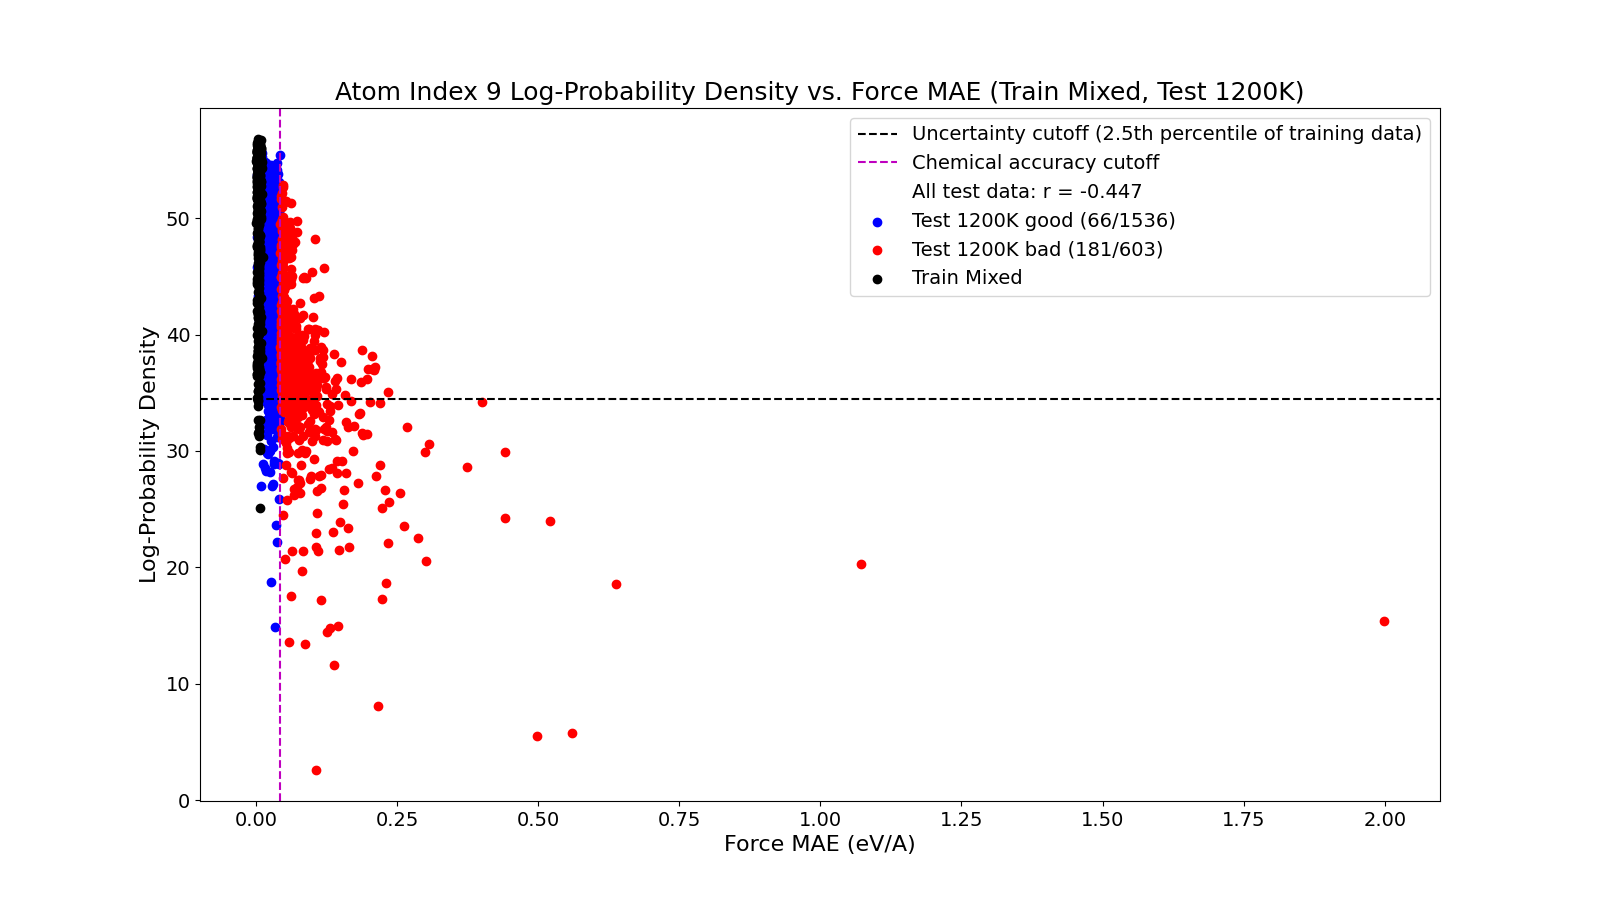 Atom Index 9 Log-Probability Density vs. Force MAE (Train Mixed, Test 1200K)
Uncertainty cutoff (2.5th percentile of training data)
Chemical accuracy cutoff
All test data: r = -0.447
Test 1200K good (66/1536)
Test 1200K bad (181/603)
Train Mixed
Log-Probability Density
50
40
30
20
10
0
0.00 0.25 0.50 0.75 1.00 1.25 1.50 1.75 2.00
Force MAE (eV/A)